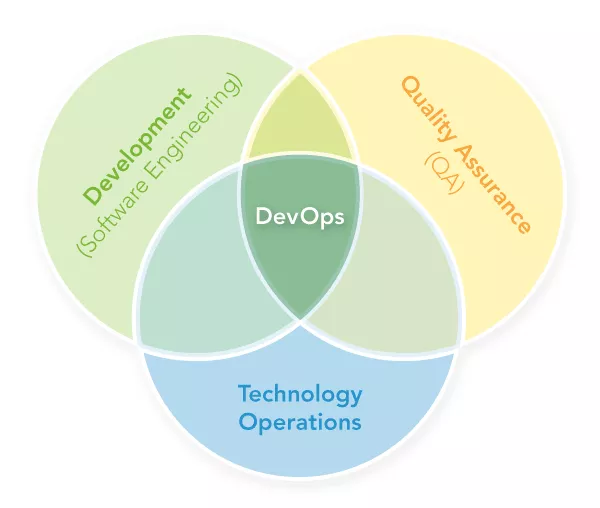 Development
(Software Engineering)
Quality Assurance
(QA)
DevOps
Technology
Operations